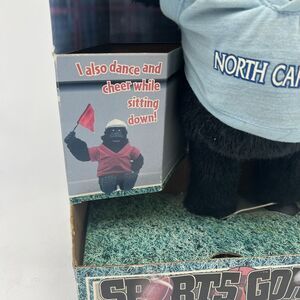 I also dance and
cheer while
sitting
down!
NORTH CA
SPORTS GO